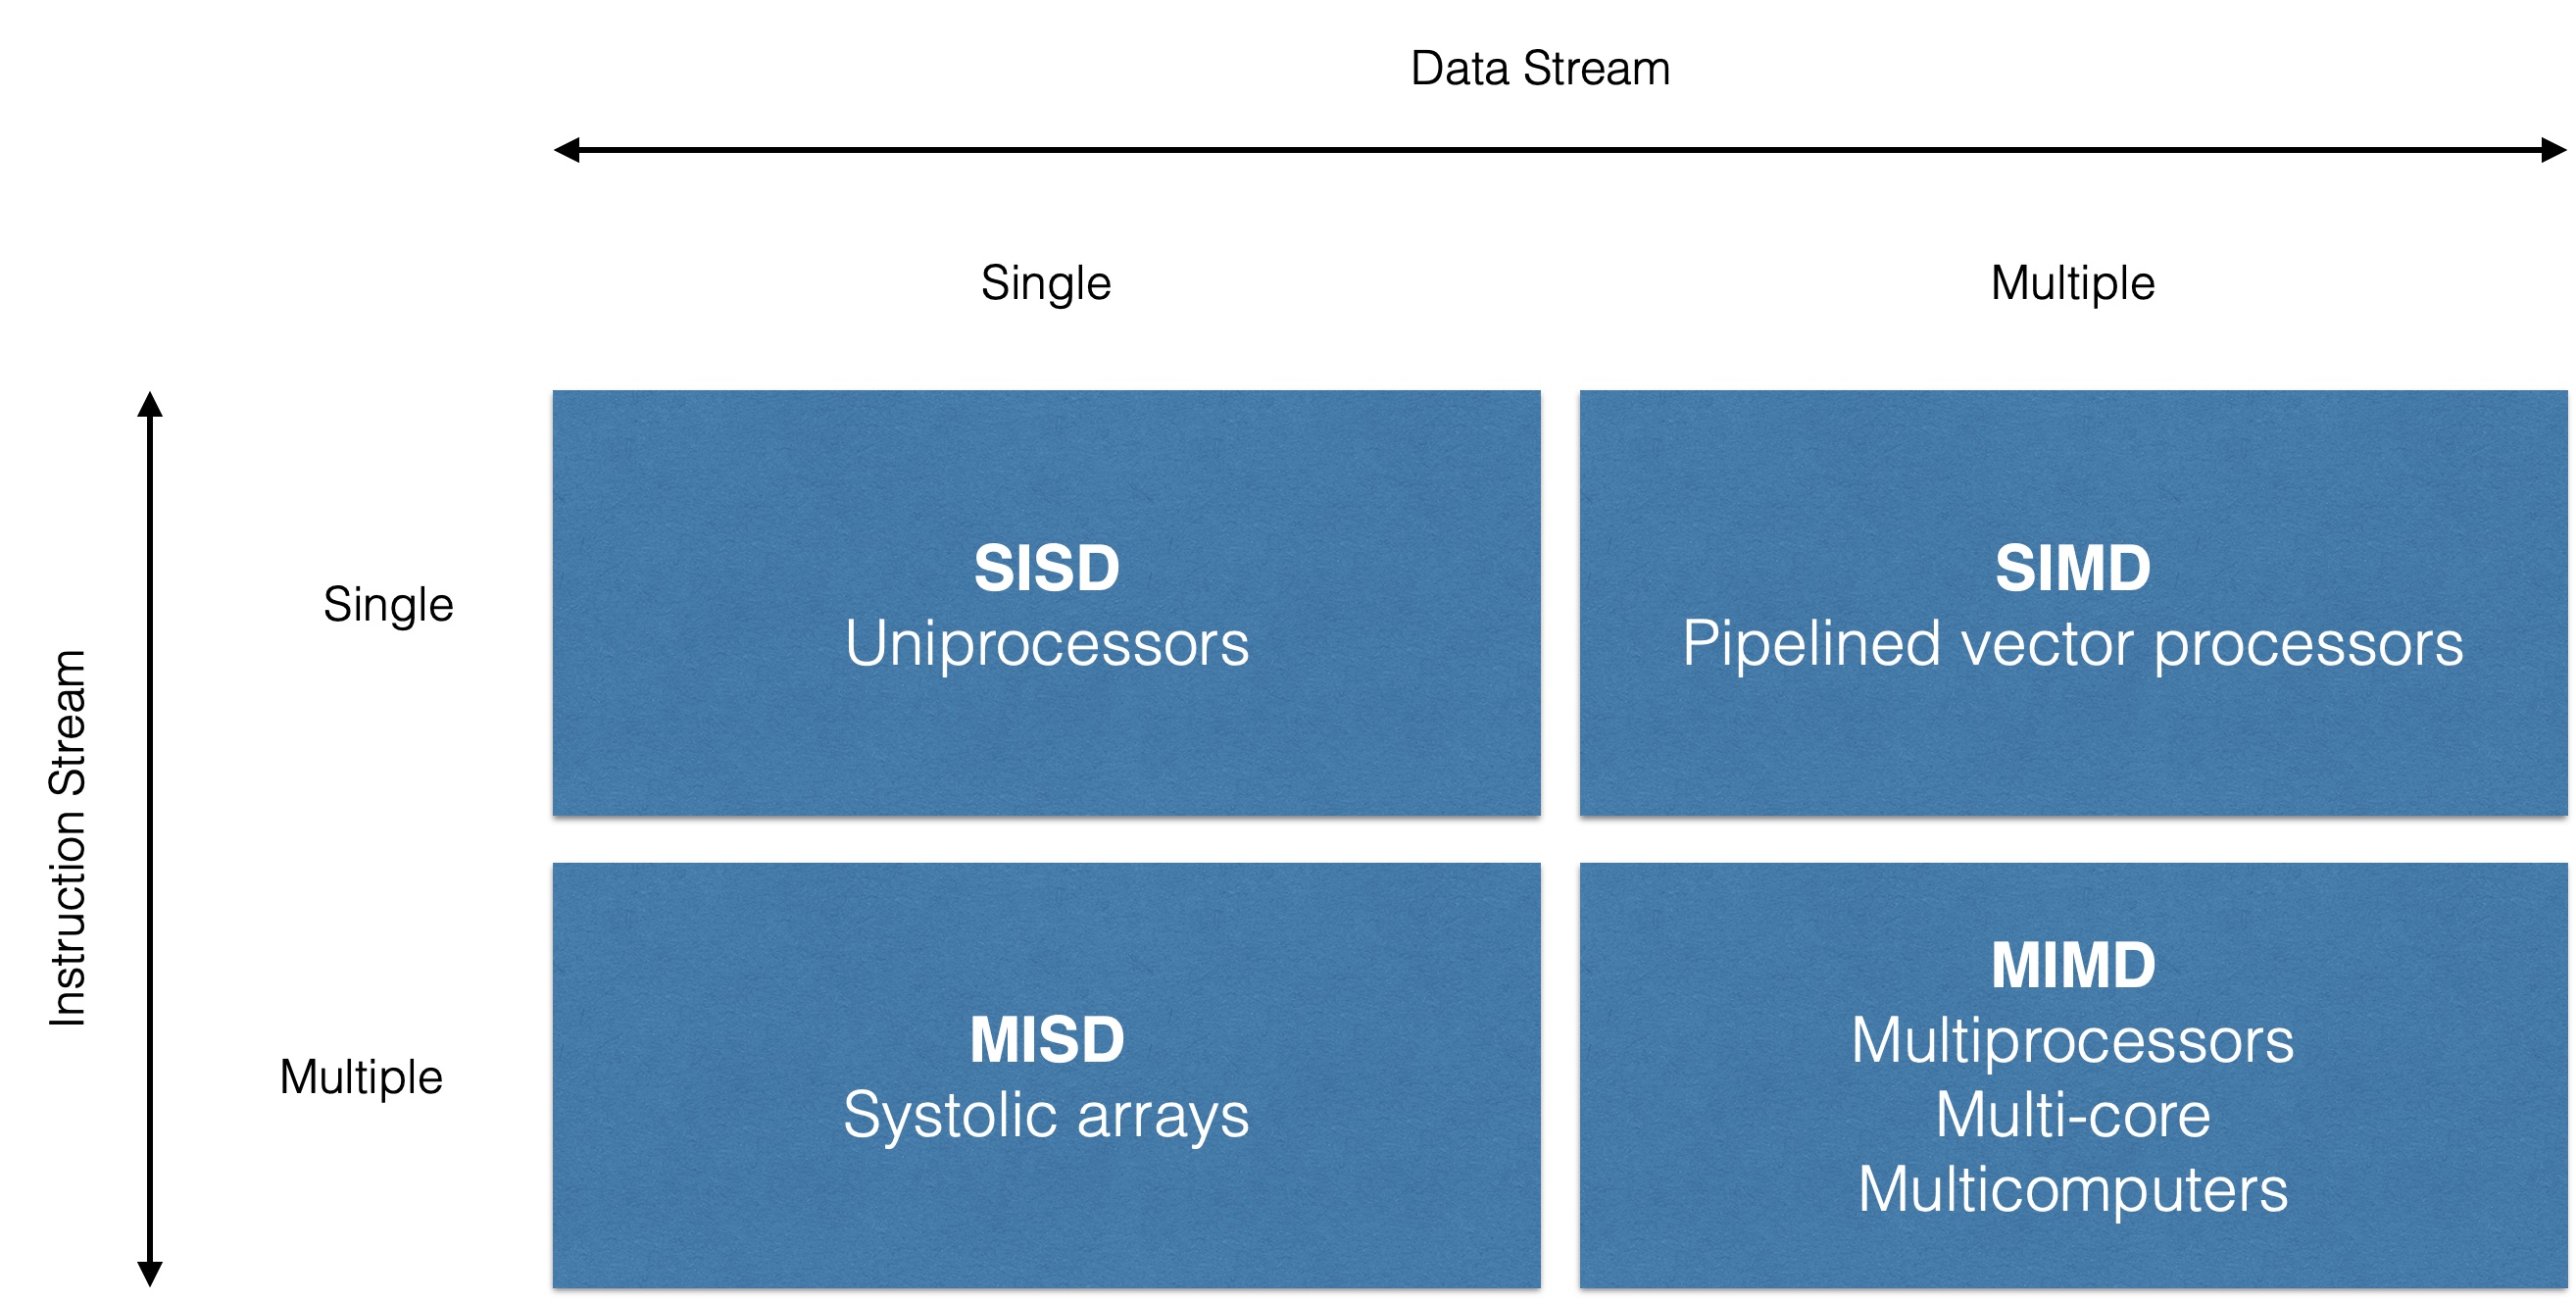 Data Stream
Single
Multiple
Instruction Stream
Single
SISD
Uniprocessors
SIMD
Pipelined vector processors
Multiple
MISD
Systolic arrays
MIMD
Multiprocessors
Multi-core
Multicomputers